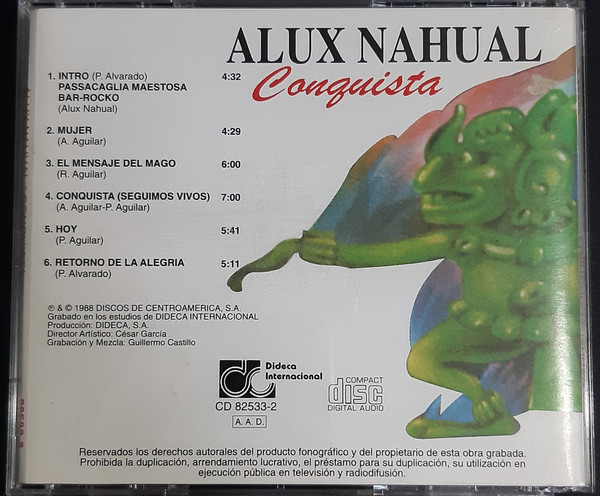 ALUX NAHUAL
Conquista
1. INTRO (P. Alvarado) 4:32
PASSACAGLIA MAESTOSA
BAR-ROCKO
(Alux Nahual)
2. MUJER 4:29
(A. Aguilar)
3. EL MENSAJE DEL MAGO 6:00
(R. Aguilar)
4. CONQUISTA (SEGUIMOS VIVOS) 7:00
(A. Aguilar-P. Aguilar)
5. HOY 5:41
(P. Aguilar)
6. RETORNO DE LA ALEGRIA 5:11
(P. Alvarado)
℗ & © 1988 DISCOS DE CENTROAMERICA, S.A.
Grabado en los estudios de DIDECA INTERNACIONAL
Producción: DIDECA, S.A.
Director Artístico: César García
Grabación y Mezcla: Guillermo Castillo
Dideca
Internacional
CD 82533-2
A.A.D.
COMPACT
disc
DIGITAL AUDIO
Reservados los derechos autorales del producto fonográfico y del propietario de esta obra grabada.
Prohibida la duplicación, arrendamiento lucrativo, el préstamo para su duplicación, su utilización en
ejecución pública en televisión y radiodifusión.